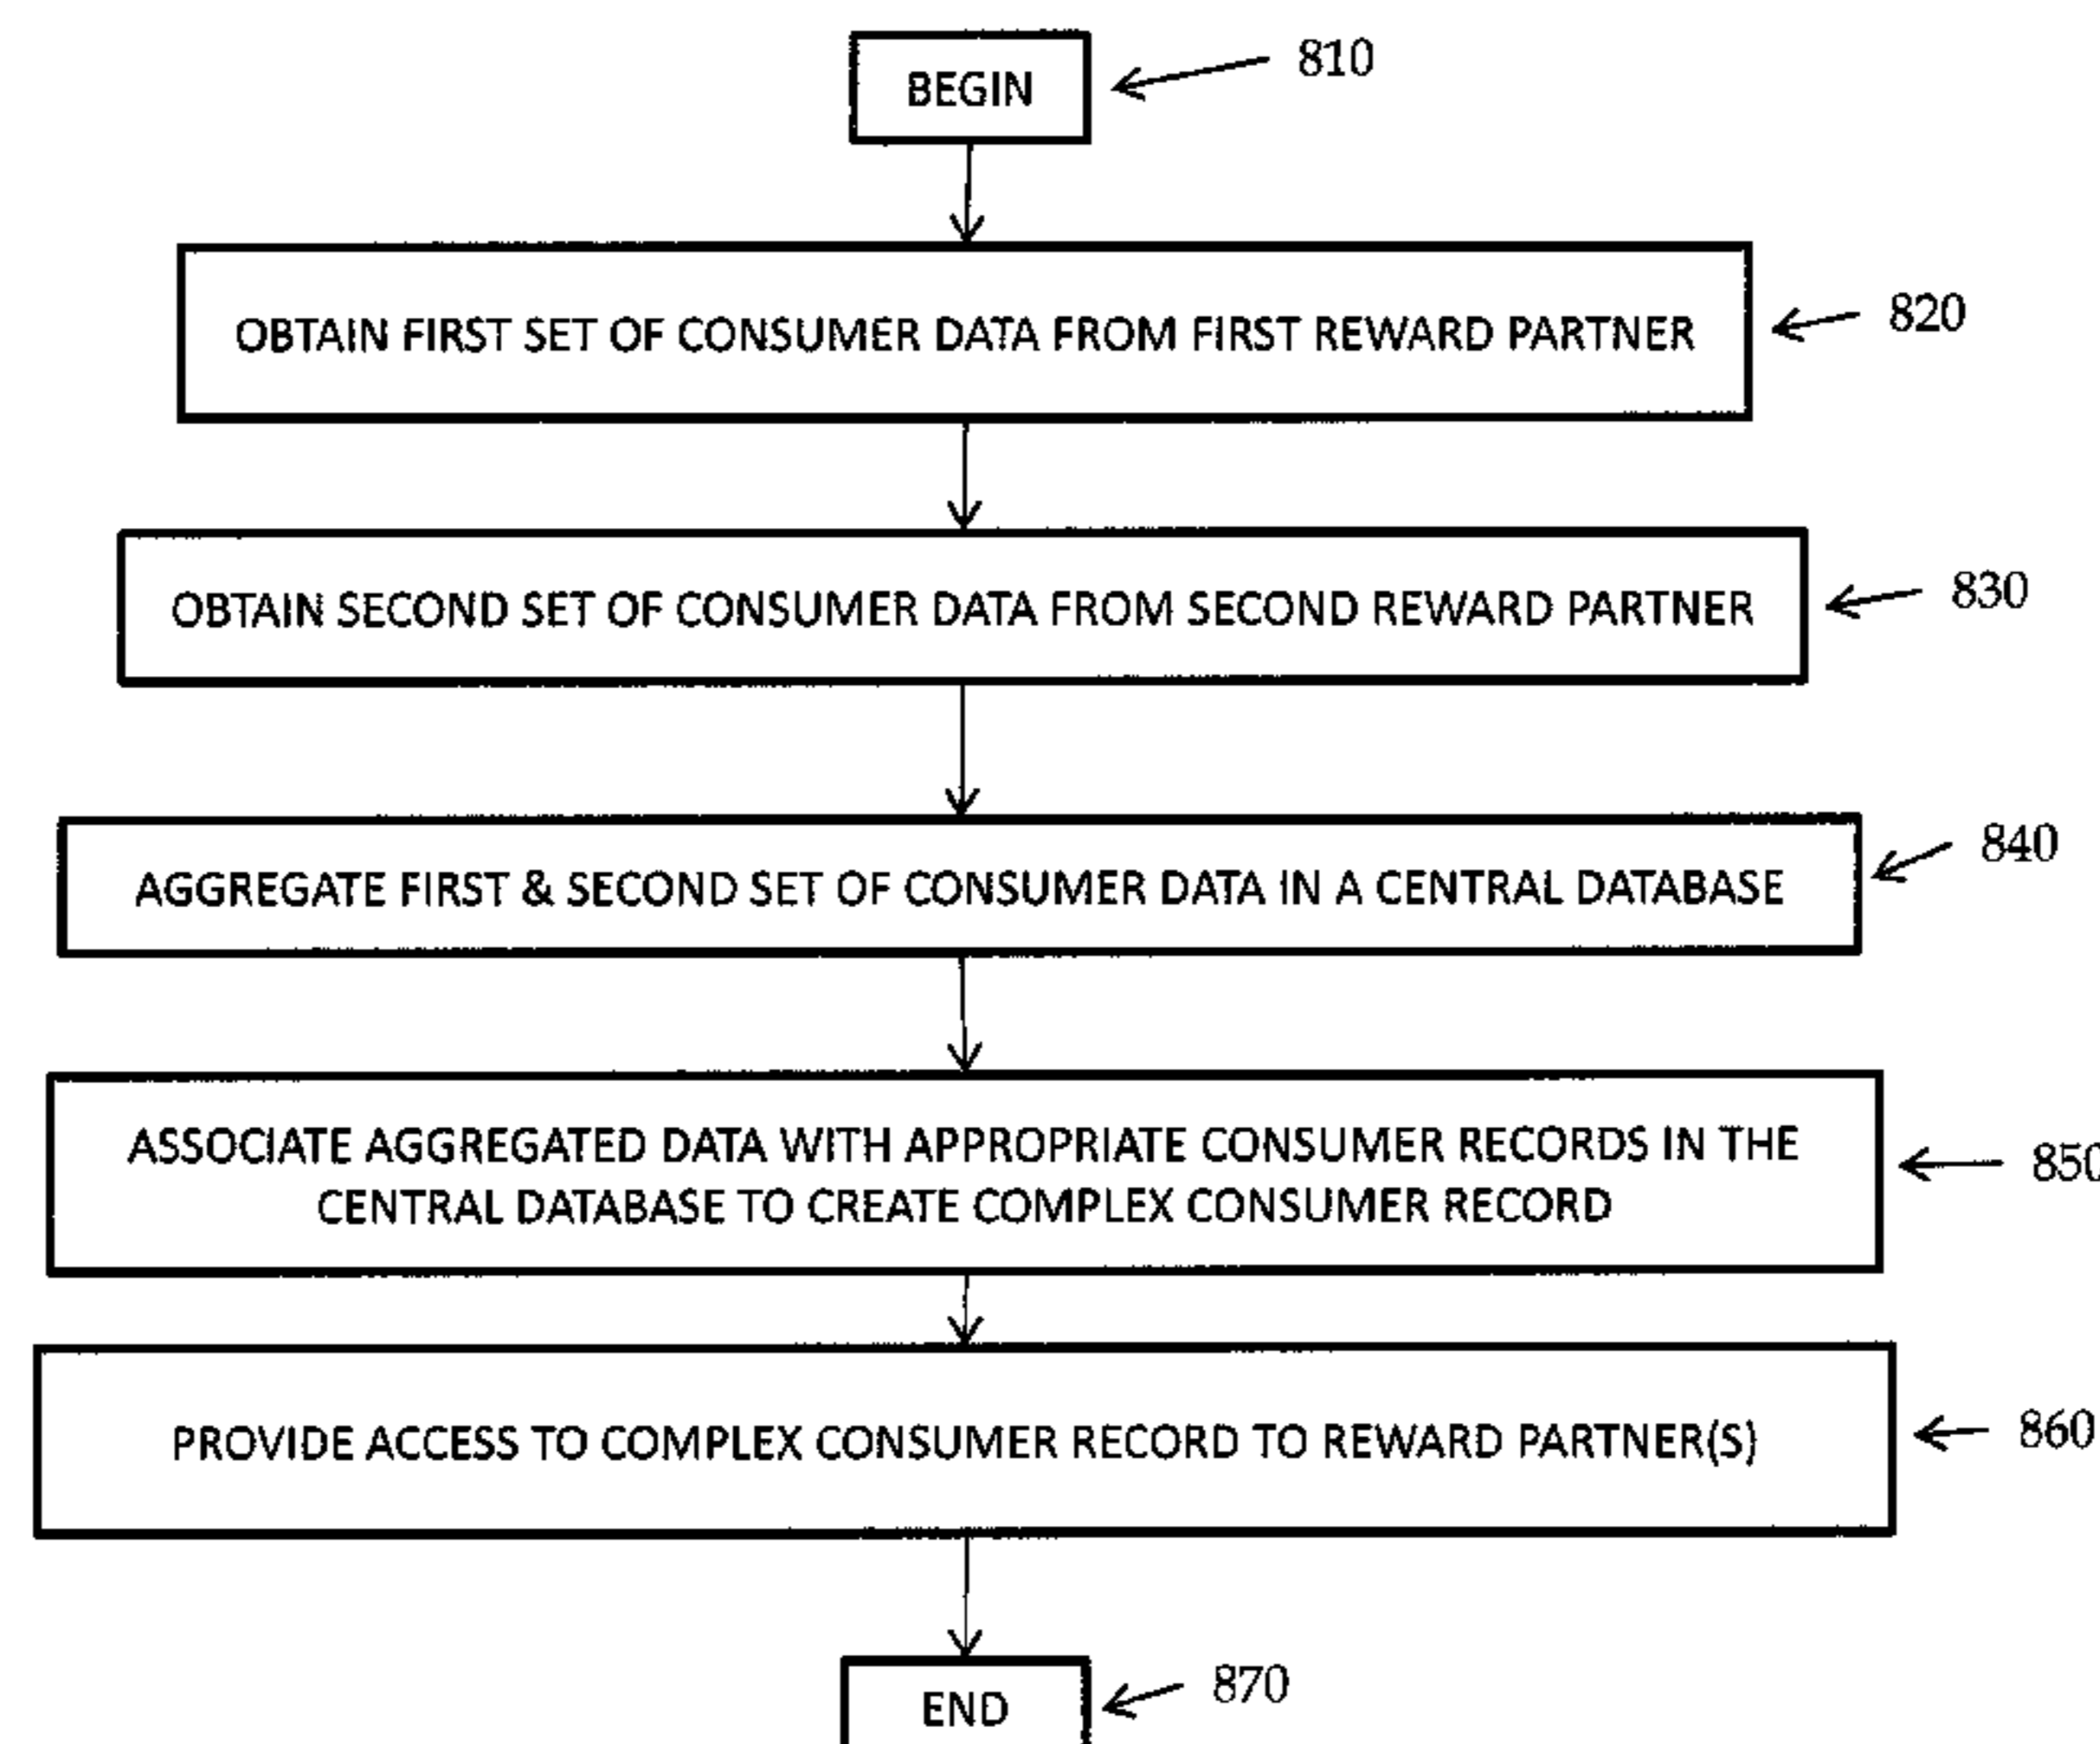 BEGIN
810
OBTAIN FIRST SET OF CONSUMER DATA FROM FIRST REWARD PARTNER
820
OBTAIN SECOND SET OF CONSUMER DATA FROM SECOND REWARD PARTNER
830
AGGREGATE FIRST & SECOND SET OF CONSUMER DATA IN A CENTRAL DATABASE
840
ASSOCIATE AGGREGATED DATA WITH APPROPRIATE CONSUMER RECORDS IN THE
CENTRAL DATABASE TO CREATE COMPLEX CONSUMER RECORD
850
PROVIDE ACCESS TO COMPLEX CONSUMER RECORD TO REWARD PARTNER(S)
860
END
870